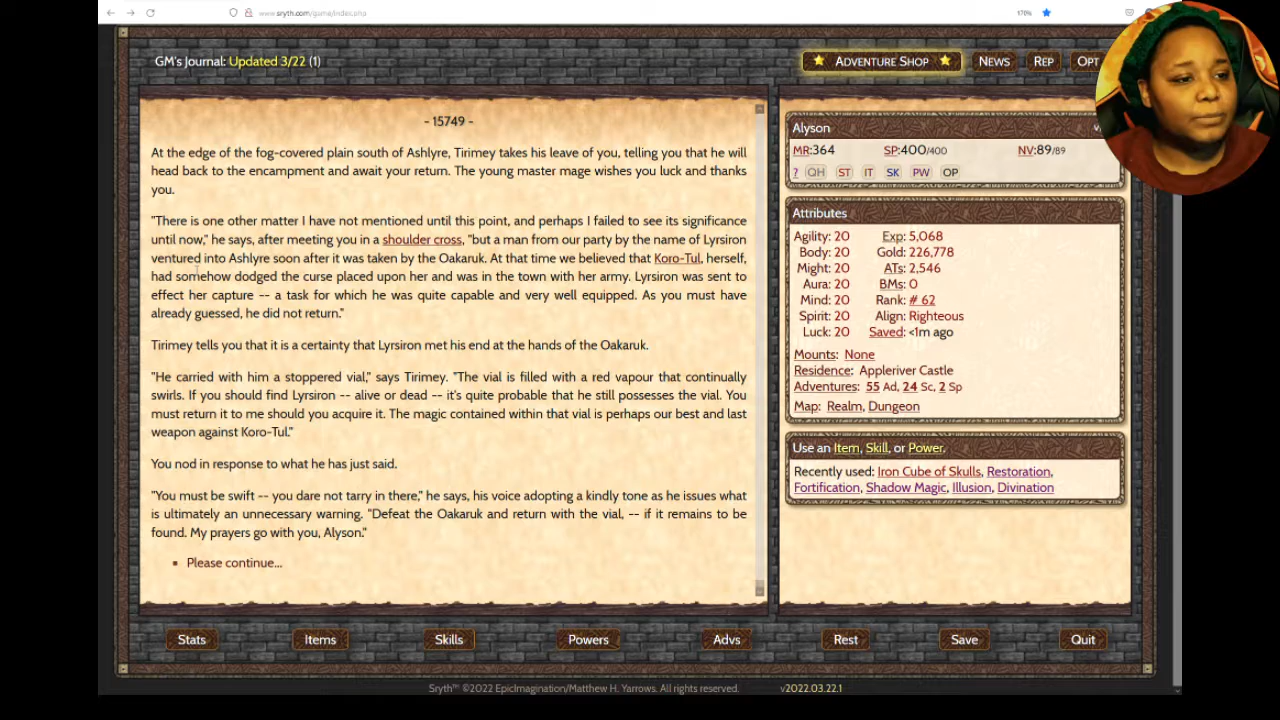 www.sryth.com/game/index.php
170%
GM's Journal: Updated 3/22 (1)
Adventure Shop
News
Rep
- 15749 -
At the edge of the fog-covered plain south of Ashlyre, Tirimey takes his leave of you, telling you that he will
head back to the encampment and await your return. The young master mage wishes you luck and thanks
you.
"There is one other matter I have not mentioned until this point, and perhaps I failed to see its significance
until now," he says, after meeting you in a shoulder cross, "but a man from our party by the name of Lyrsiron
ventured into Ashlyre soon after it was taken by the Oakaruk. At that time we believed that Koro-Tul, herself,
had somehow dodged the curse placed upon her and was in the town with her army. Lyrsiron was sent to
effect her capture -- a task for which he was quite capable and very well equipped. As you must have
already guessed, he did not return."
Tirimey tells you that it is a certainty that Lyrsiron met his end at the hands of the Oakaruk.
"He carried with him a stoppered vial," says Tirimey. "The vial is filled with a red vapour that continually
swirls. If you should find Lyrsiron -- alive or dead -- it's quite probable that he still possesses the vial. You
must return it to me should you acquire it. The magic contained within that vial is perhaps our best and last
weapon against Koro-Tul."
You nod in response to what he has just said.
"You must be swift -- you dare not tarry in there," he says, his voice adopting a kindly tone as he issues what
is ultimately an unnecessary warning. "Defeat the Oakaruk and return with the vial, -- if it remains to be
found. My prayers go with you, Alyson."
Please continue...
Alyson
MR:364 SP:400/400 NV:89/89
? QH ST IT SK PW OP
Attributes
Agility: 20 Exp: 5,068
Body: 20 Gold: 226,778
Might: 20 ATs: 2,546
Aura: 20 BMs: 0
Mind: 20 Rank: # 62
Spirit: 20 Align: Righteous
Luck: 20 Saved: <1m ago
Mounts: None
Residence: Appleriver Castle
Adventures: 55 Ad, 24 Sc, 2 Sp
Map: Realm, Dungeon
Use an Item, Skill, or Power.
Recently used: Iron Cube of Skulls, Restoration,
Fortification, Shadow Magic, Illusion, Divination
Stats Items Skills Powers Advs Rest Save Quit
Sryth™ ©2022 EpicImagination/Matthew H. Yarrows. All rights reserved. v2022.03.22.1